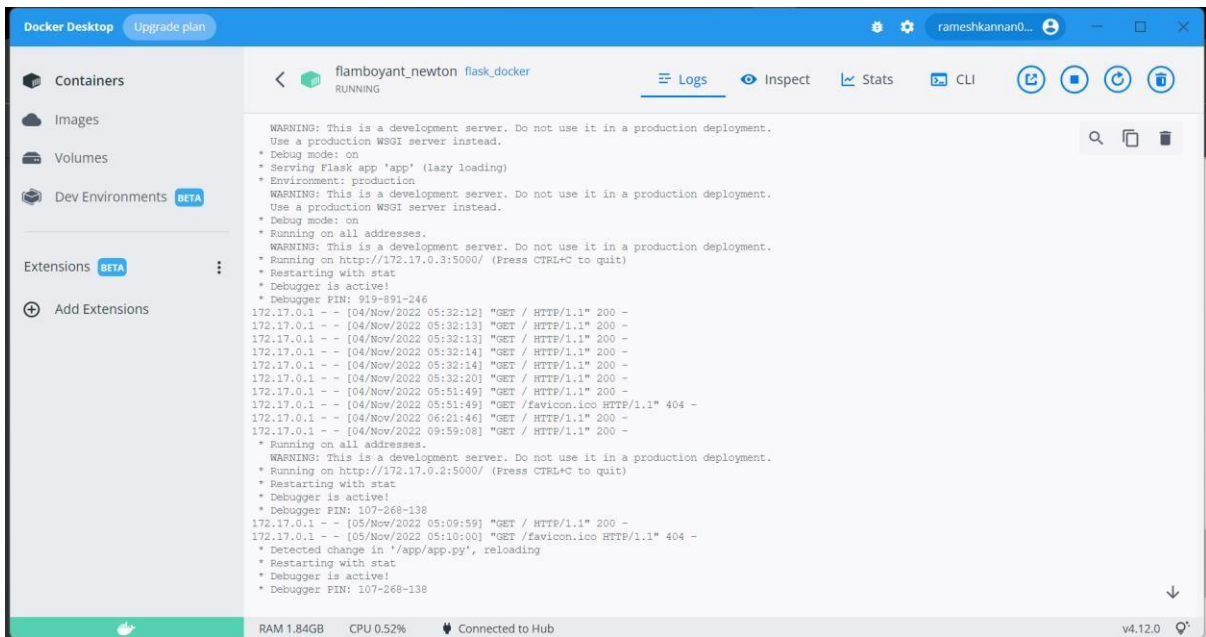 Docker Desktop Upgrade plan rameshkannan0...
Containers
Images
Volumes
Dev Environments BETA
Extensions BETA
Add Extensions
flamboyant_newton flask_docker
RUNNING
Logs Inspect Stats CLI
WARNING: This is a development server. Do not use it in a production deployment.
Use a production WSGI server instead.
* Debug mode: on
* Serving Flask app 'app' (lazy loading)
* Environment: production
WARNING: This is a development server. Do not use it in a production deployment.
Use a production WSGI server instead.
* Debug mode: on
* Running on all addresses.
WARNING: This is a development server. Do not use it in a production deployment.
* Running on http://172.17.0.3:5000/ (Press CTRL+C to quit)
* Restarting with stat
* Debugger is active!
* Debugger PIN: 919-891-246
172.17.0.1 - - [04/Nov/2022 05:32:12] "GET / HTTP/1.1" 200 -
172.17.0.1 - - [04/Nov/2022 05:32:13] "GET / HTTP/1.1" 200 -
172.17.0.1 - - [04/Nov/2022 05:32:13] "GET / HTTP/1.1" 200 -
172.17.0.1 - - [04/Nov/2022 05:32:14] "GET / HTTP/1.1" 200 -
172.17.0.1 - - [04/Nov/2022 05:32:14] "GET / HTTP/1.1" 200 -
172.17.0.1 - - [04/Nov/2022 05:32:20] "GET / HTTP/1.1" 200 -
172.17.0.1 - - [04/Nov/2022 05:51:49] "GET / HTTP/1.1" 200 -
172.17.0.1 - - [04/Nov/2022 05:51:49] "GET /favicon.ico HTTP/1.1" 404 -
172.17.0.1 - - [04/Nov/2022 06:21:46] "GET / HTTP/1.1" 200 -
172.17.0.1 - - [04/Nov/2022 09:59:08] "GET / HTTP/1.1" 200 -
* Running on all addresses.
WARNING: This is a development server. Do not use it in a production deployment.
* Running on http://172.17.0.2:5000/ (Press CTRL+C to quit)
* Restarting with stat
* Debugger is active!
* Debugger PIN: 107-268-138
172.17.0.1 - - [05/Nov/2022 05:09:59] "GET / HTTP/1.1" 200 -
172.17.0.1 - - [05/Nov/2022 05:10:00] "GET /favicon.ico HTTP/1.1" 404 -
* Detected change in '/app/app.py', reloading
* Restarting with stat
* Debugger is active!
* Debugger PIN: 107-268-138
RAM 1.84GB CPU 0.52% Connected to Hub v4.12.0